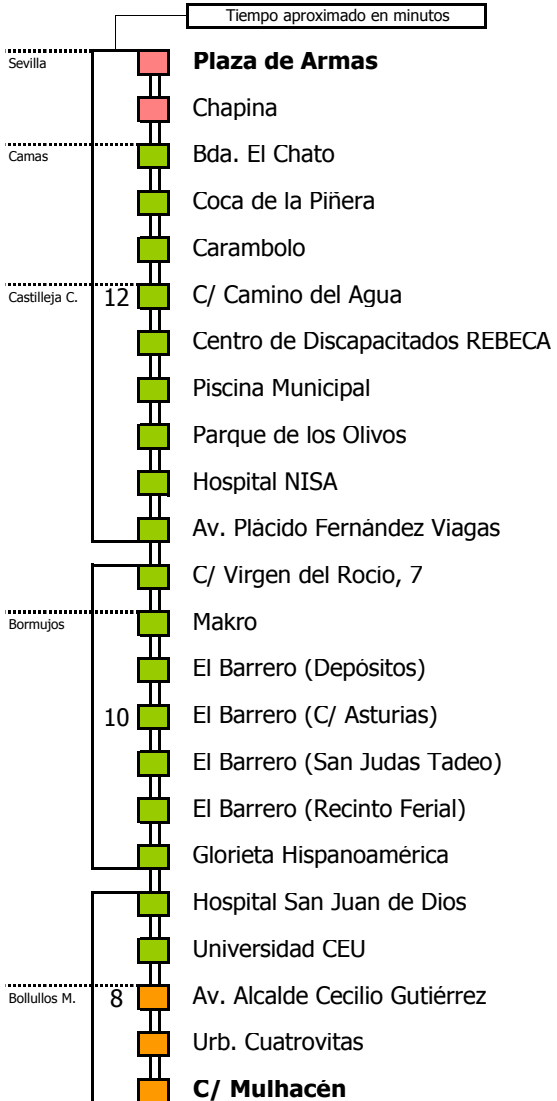 Tiempo aproximado en minutos
Sevilla
Plaza de Armas
Chapina
Camas
Bda. El Chato
Coca de la Piñera
Carambolo
Castilleja C.
12
C/ Camino del Agua
Centro de Discapacitados REBECA
Piscina Municipal
Parque de los Olivos
Hospital NISA
Av. Plácido Fernández Viagas
C/ Virgen del Rocío, 7
Bormujos
Makro
El Barrero (Depósitos)
10
El Barrero (C/ Asturias)
El Barrero (San Judas Tadeo)
El Barrero (Recinto Ferial)
Glorieta Hispanoamérica
Hospital San Juan de Dios
Universidad CEU
Bollullos M.
8
Av. Alcalde Cecilio Gutiérrez
Urb. Cuatrovitas
C/ Mulhacén